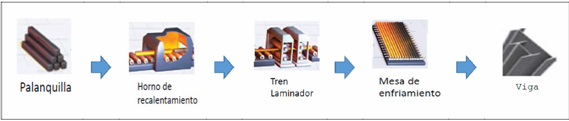 Palanquilla
Horno de
recalentamiento
Tren
Laminador
Mesa de
enfriamiento
Viga